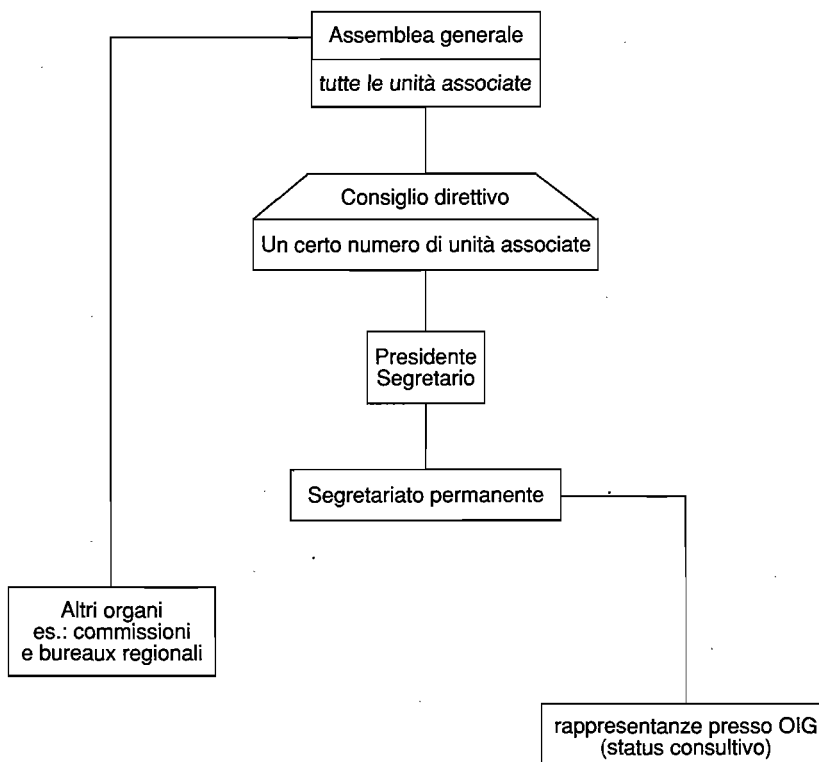 Assemblea generale
tutte le unità associate
Consiglio direttivo
Un certo numero di unità associate
Presidente
Segretario
Segretariato permanente
Altri organi
es.: commissioni
e bureaux regionali
rappresentanze presso OIG
(status consultivo)